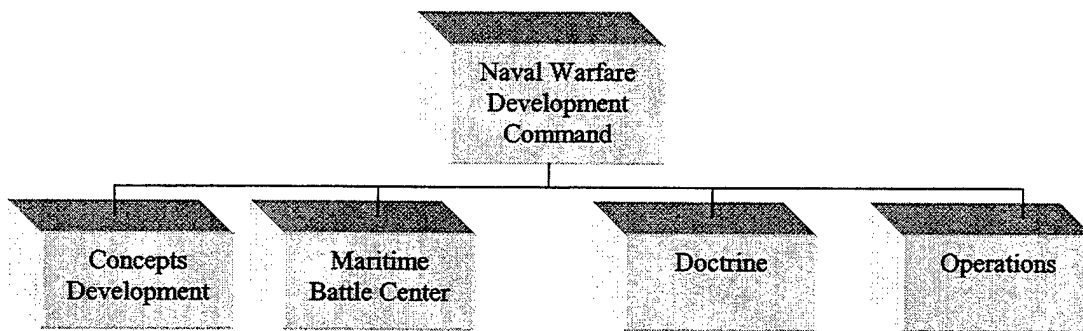 Naval Warfare
Development
Command
Concepts
Development
Maritime
Battle Center
Doctrine
Operations